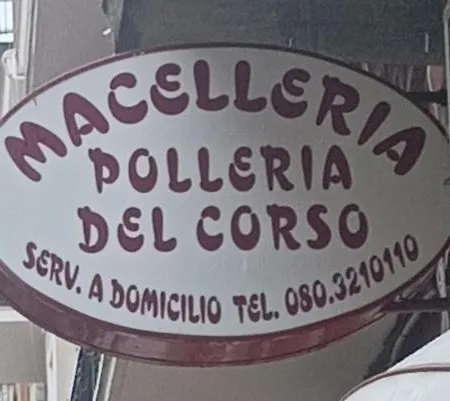 MACELLERIA
POLLERIA
DEL CORSO
SERV. A DOMICILIO TEL. 080.3210110